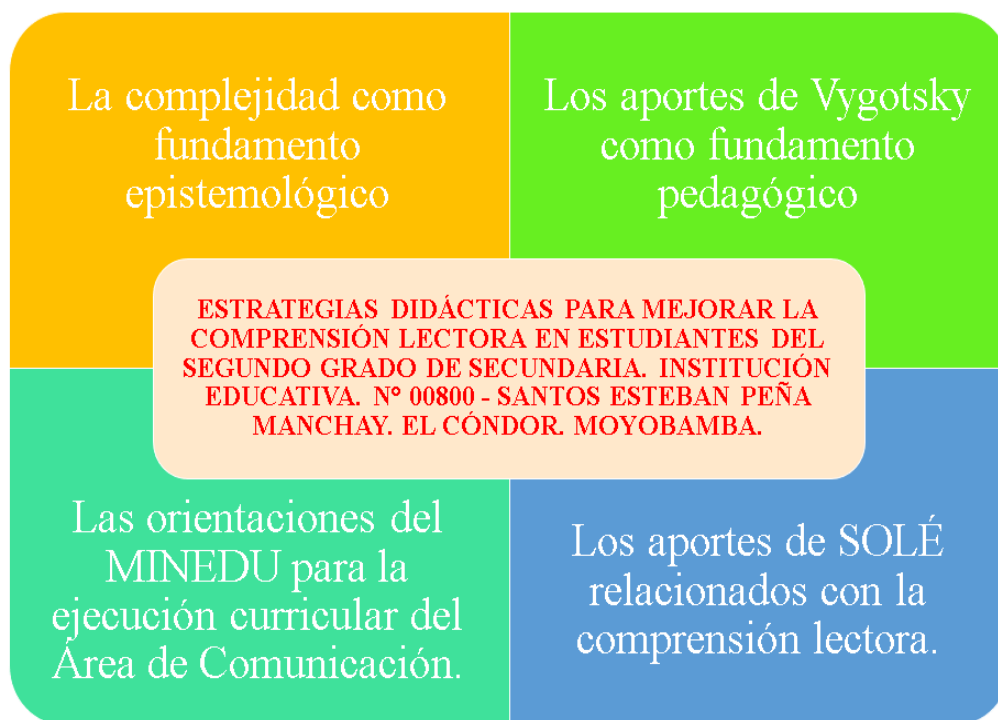 La complejidad como
fundamento
epistemológico
Los aportes de Vygotsky
como fundamento
pedagógico
ESTRATEGIAS DIDÁCTICAS PARA MEJORAR LA
COMPRENSIÓN LECTORA EN ESTUDIANTES DEL
SEGUNDO GRADO DE SECUNDARIA. INSTITUCIÓN
EDUCATIVA. N° 00800 - SANTOS ESTEBAN PEÑA
MANCHAY. EL CÓNDOR. MOYOBAMBA.
Las orientaciones del
MINEDU para la
ejecución curricular del
Área de Comunicación.
Los aportes de SOLÉ
relacionados con la
comprensión lectora.